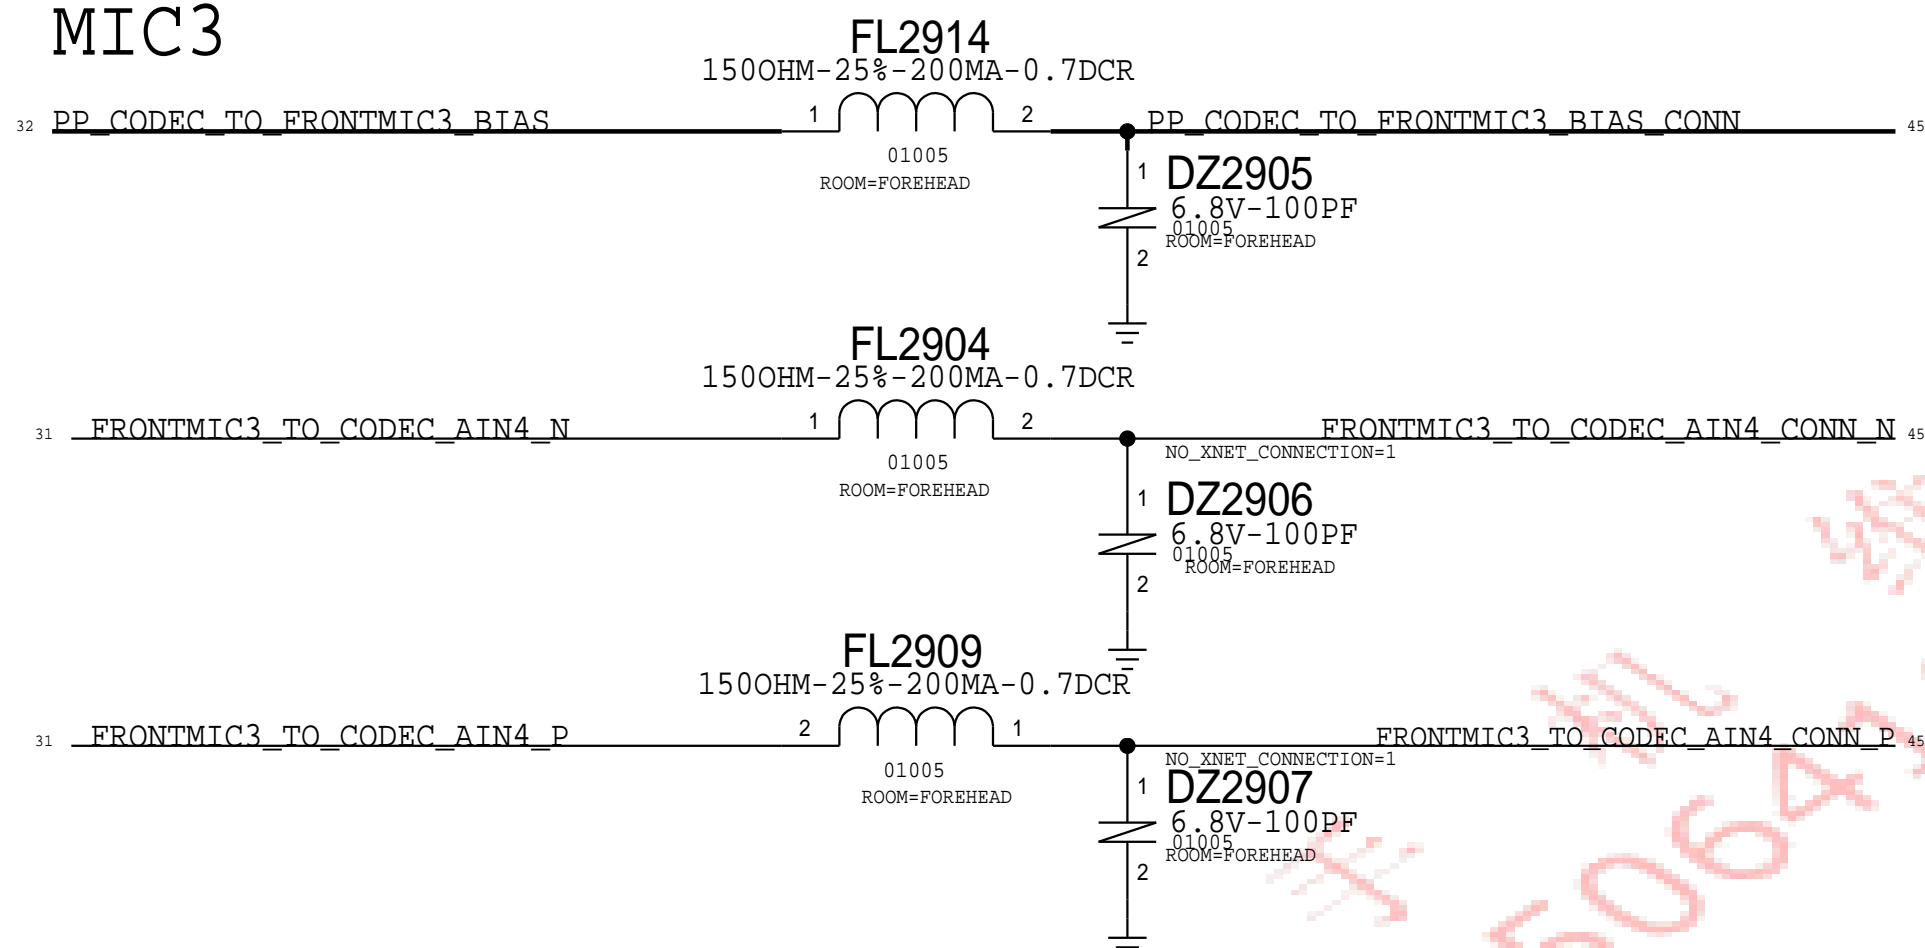 MIC3
FL2914
150OHM-25%-200MA-0.7DCR
32 PP_CODEC_TO_FRONTMIC3_BIAS 1 2 PP_CODEC_TO_FRONTMIC3_BIAS_CONN 45
01005
ROOM=FOREHEAD
1 DZ2905
6.8V-100PF
01005
ROOM=FOREHEAD
2
FL2904
150OHM-25%-200MA-0.7DCR
31 FRONTMIC3_TO_CODEC_AIN4_N 1 2 FRONTMIC3_TO_CODEC_AIN4_CONN_N 45
NO_XNET_CONNECTION=1
01005
ROOM=FOREHEAD
1 DZ2906
6.8V-100PF
01005
ROOM=FOREHEAD
2
FL2909
150OHM-25%-200MA-0.7DCR
31 FRONTMIC3_TO_CODEC_AIN4_P 2 1 FRONTMIC3_TO_CODEC_AIN4_CONN_P 45
NO_XNET_CONNECTION=1
01005
ROOM=FOREHEAD
1 DZ2907
6.8V-100PF
01005
ROOM=FOREHEAD
2